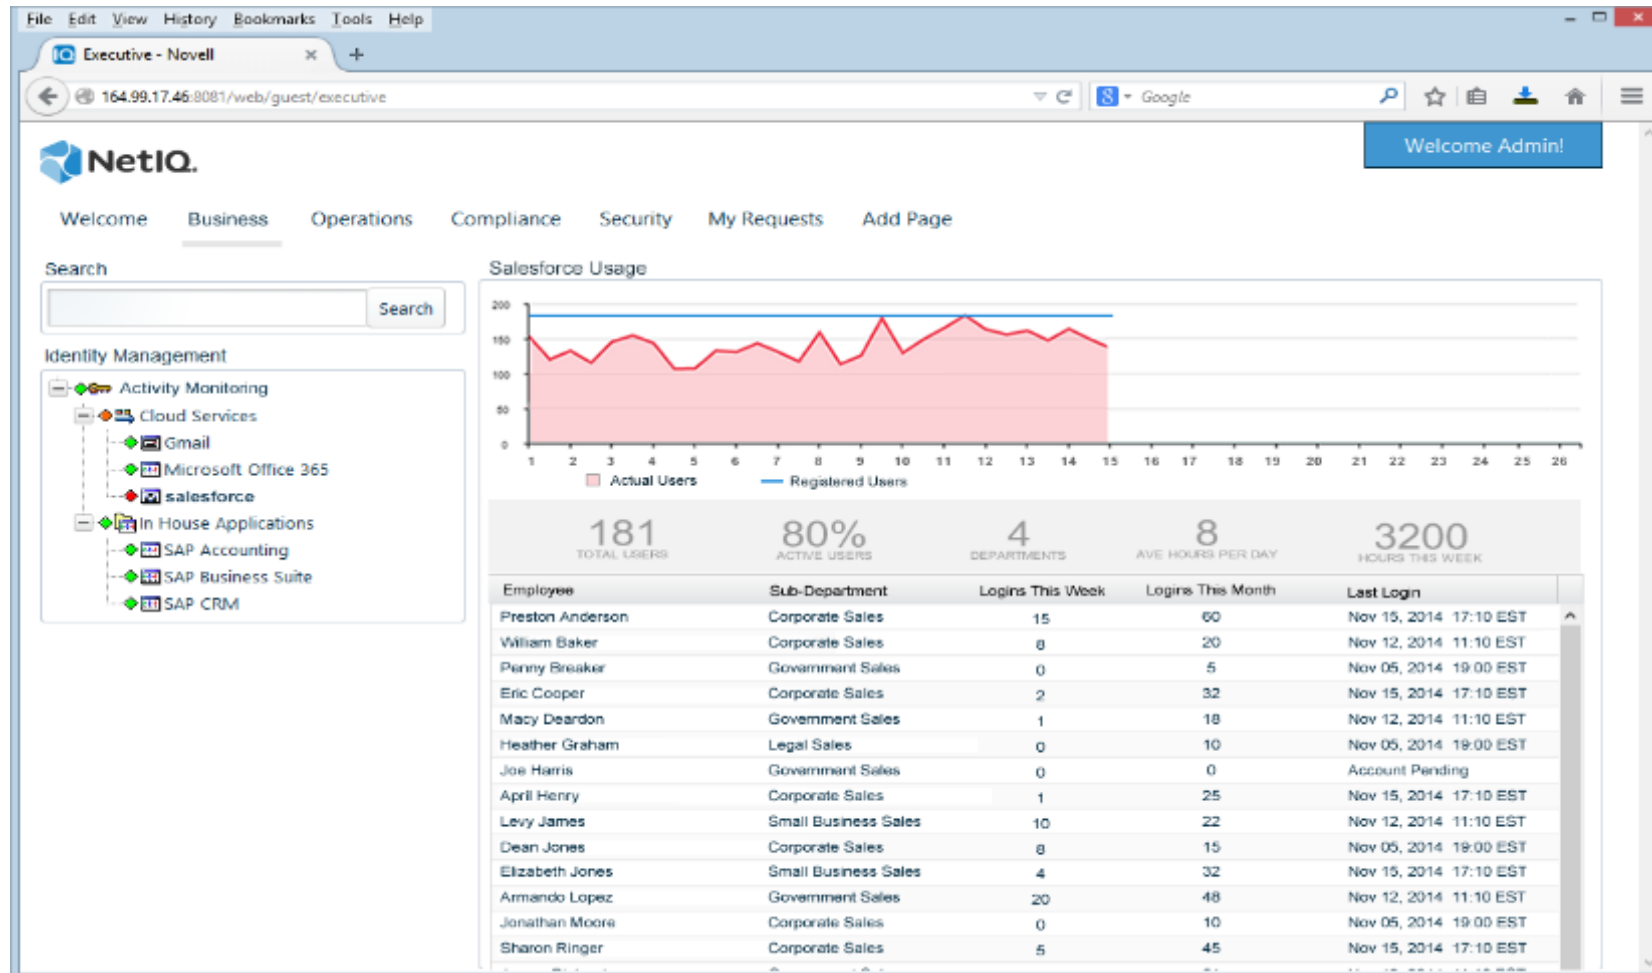 File Edit View History Bookmarks Tools Help
IQ Executive - Novell × +
164.99.17.46:8081/web/guest/executive
8 Google
NetIQ.
Welcome Admin!
Welcome Business Operations Compliance Security My Requests Add Page
Search
Search
Identity Management
Activity Monitoring
Cloud Services
Gmail
Microsoft Office 365
salesforce
In House Applications
SAP Accounting
SAP Business Suite
SAP CRM
Salesforce Usage
200
150
100
50
0
1 2 3 4 5 6 7 8 9 10 11 12 13 14 15 16 17 18 19 20 21 22 23 24 25 26
Actual Users Registered Users
181 80% 4 8 3200
TOTAL USERS ACTIVE USERS DEPARTMENTS AVE HOURS PER DAY HOURS THIS WEEK
Employee Sub-Department Logins This Week Logins This Month Last Login
Preston Anderson Corporate Sales 15 60 Nov 15, 2014 17:10 EST
William Baker Corporate Sales 8 20 Nov 12, 2014 11:10 EST
Penny Breaker Government Sales 0 5 Nov 05, 2014 19:00 EST
Eric Cooper Corporate Sales 2 32 Nov 15, 2014 17:10 EST
Macy Deardon Government Sales 1 18 Nov 12, 2014 11:10 EST
Heather Graham Legal Sales 0 10 Nov 05, 2014 19:00 EST
Joe Harris Government Sales 0 0 Account Pending
April Henry Corporate Sales 1 25 Nov 15, 2014 17:10 EST
Levy James Small Business Sales 10 22 Nov 12, 2014 11:10 EST
Dean Jones Corporate Sales 8 15 Nov 05, 2014 19:00 EST
Elizabeth Jones Small Business Sales 4 32 Nov 15, 2014 17:10 EST
Armando Lopez Government Sales 20 48 Nov 12, 2014 11:10 EST
Jonathan Moore Corporate Sales 0 10 Nov 05, 2014 19:00 EST
Sharon Ringer Corporate Sales 5 45 Nov 15, 2014 17:10 EST